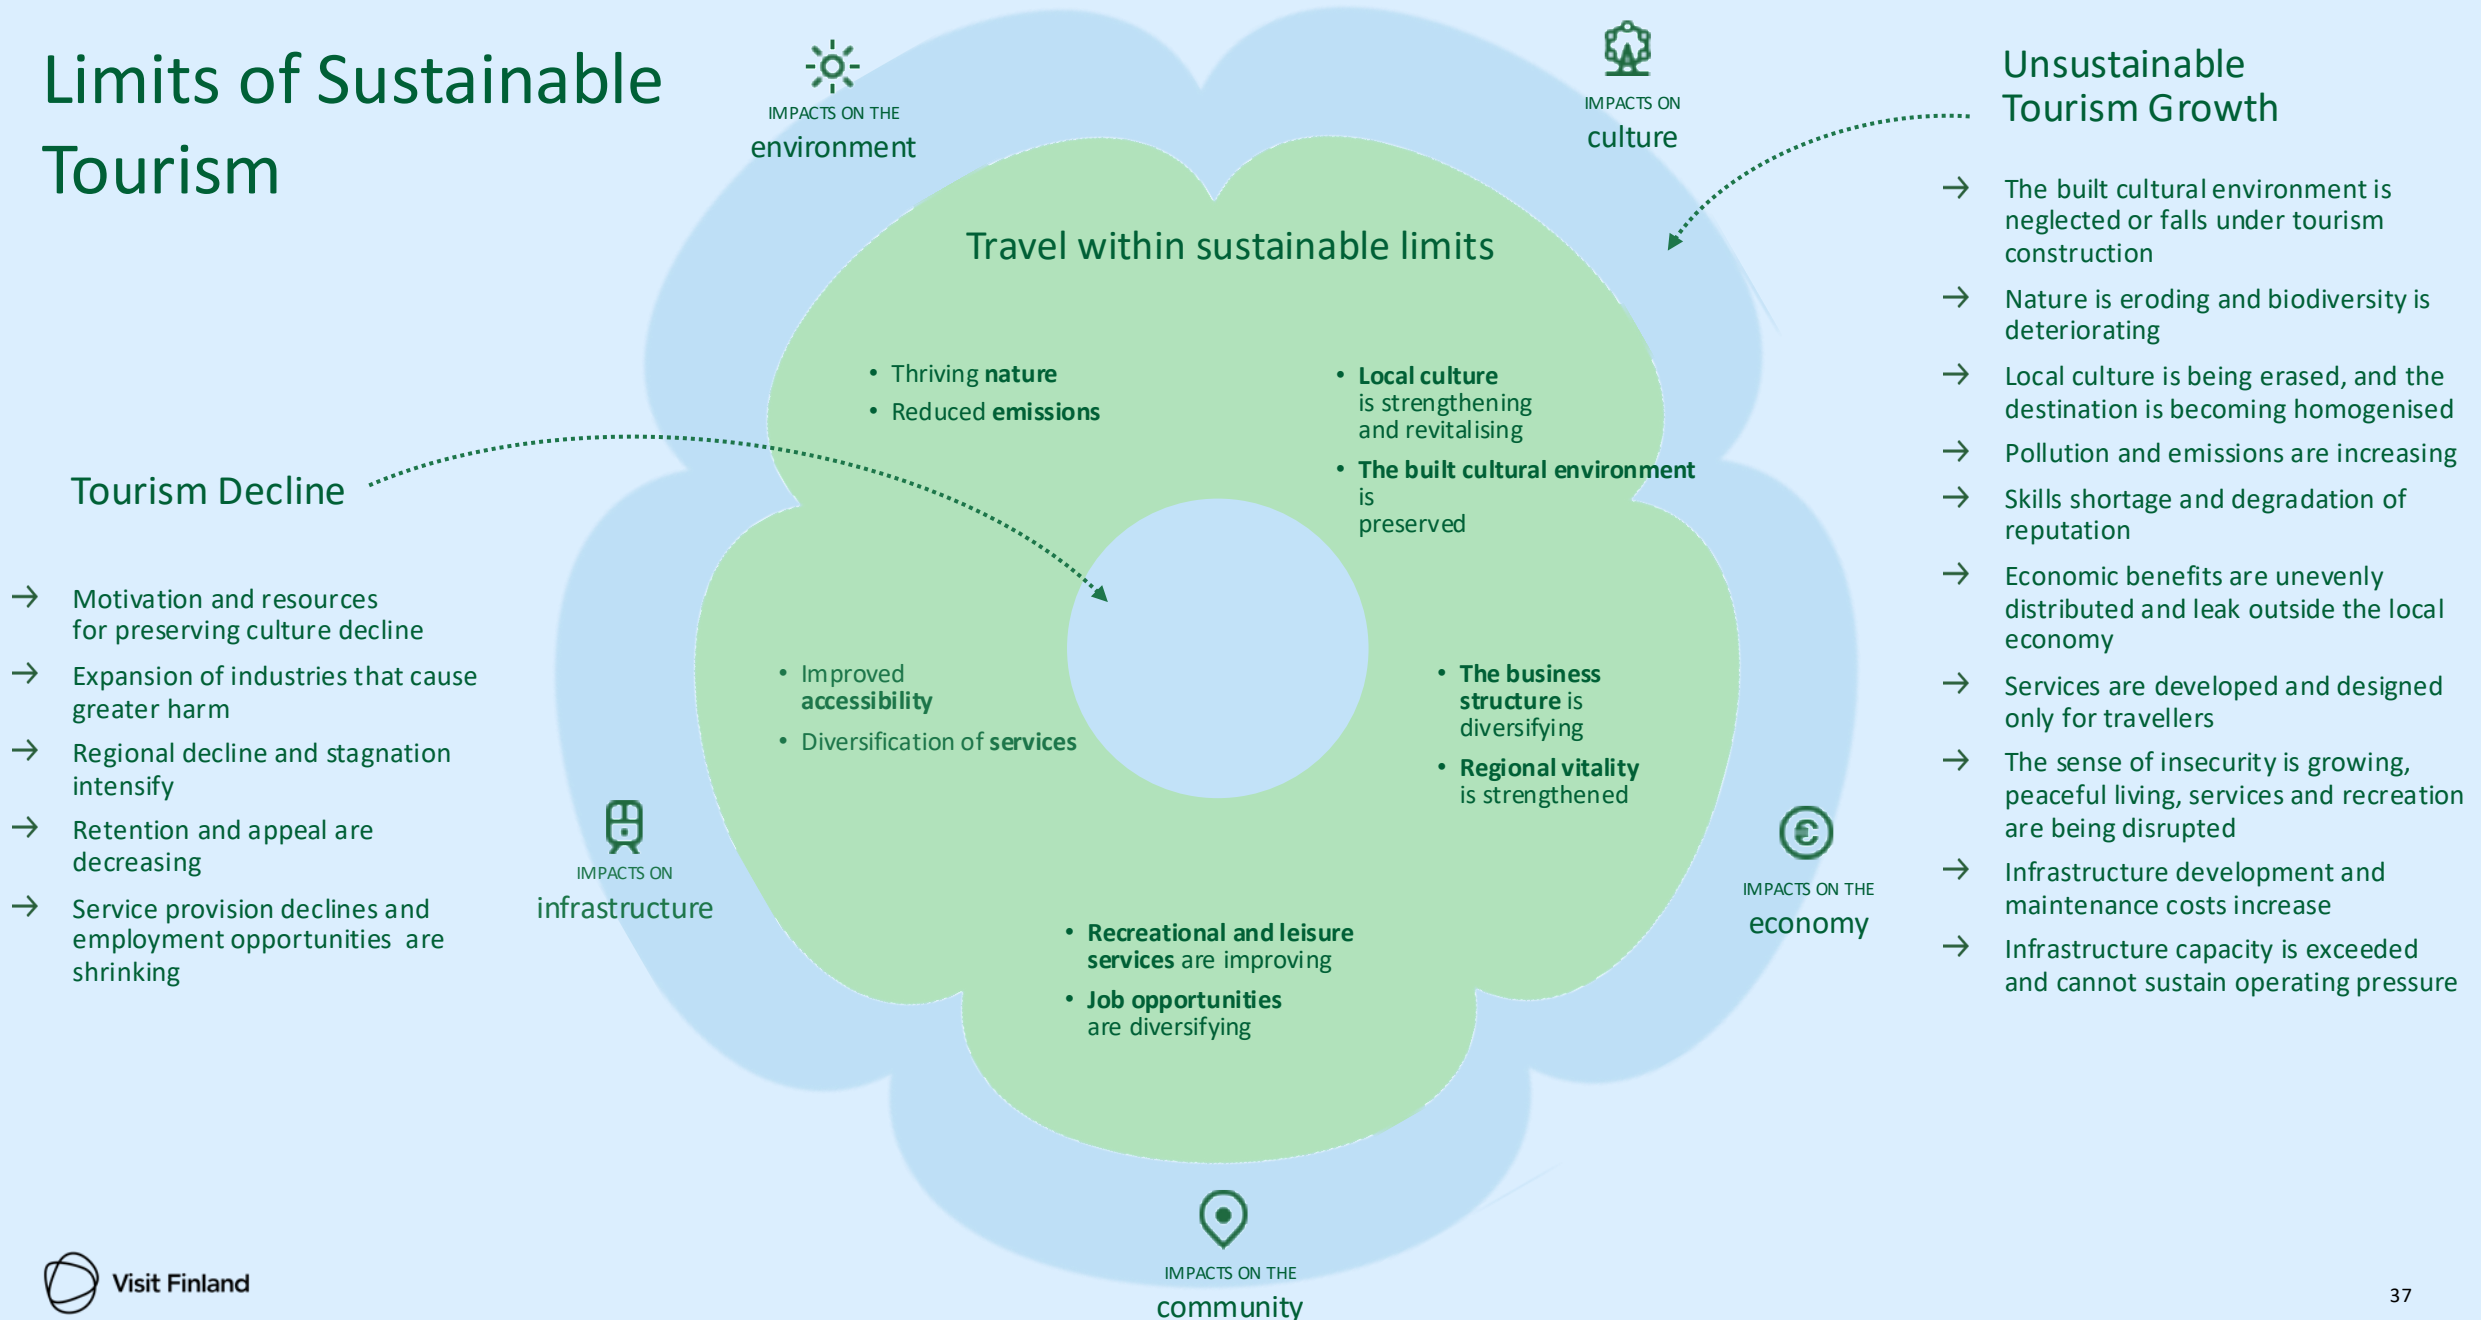 Limits of Sustainable
Tourism
IMPACTS ON THE
environment
IMPACTS ON
culture
Unsustainable
Tourism Growth
The built cultural environment is
neglected or falls under tourism
construction
Nature is eroding and biodiversity is
deteriorating
Local culture is being erased, and the
destination is becoming homogenised
Pollution and emissions are increasing
Skills shortage and degradation of
reputation
Economic benefits are unevenly
distributed and leak outside the local
economy
Services are developed and designed
only for travellers
The sense of insecurity is growing,
peaceful living, services and recreation
are being disrupted
Infrastructure development and
maintenance costs increase
Infrastructure capacity is exceeded
and cannot sustain operating pressure
Travel within sustainable limits
• Thriving nature
• Reduced emissions
• Local culture
is strengthening
and revitalising
• The built cultural environment
is
preserved
Tourism Decline
Motivation and resources
for preserving culture decline
Expansion of industries that cause
greater harm
Regional decline and stagnation
intensify
Retention and appeal are
decreasing
Service provision declines and
employment opportunities are
shrinking
• Improved
accessibility
• Diversification of services
• The business
structure is
diversifying
• Regional vitality
is strengthened
IMPACTS ON
infrastructure
IMPACTS ON THE
economy
• Recreational and leisure
services are improving
• Job opportunities
are diversifying
IMPACTS ON THE
community
Visit Finland
37